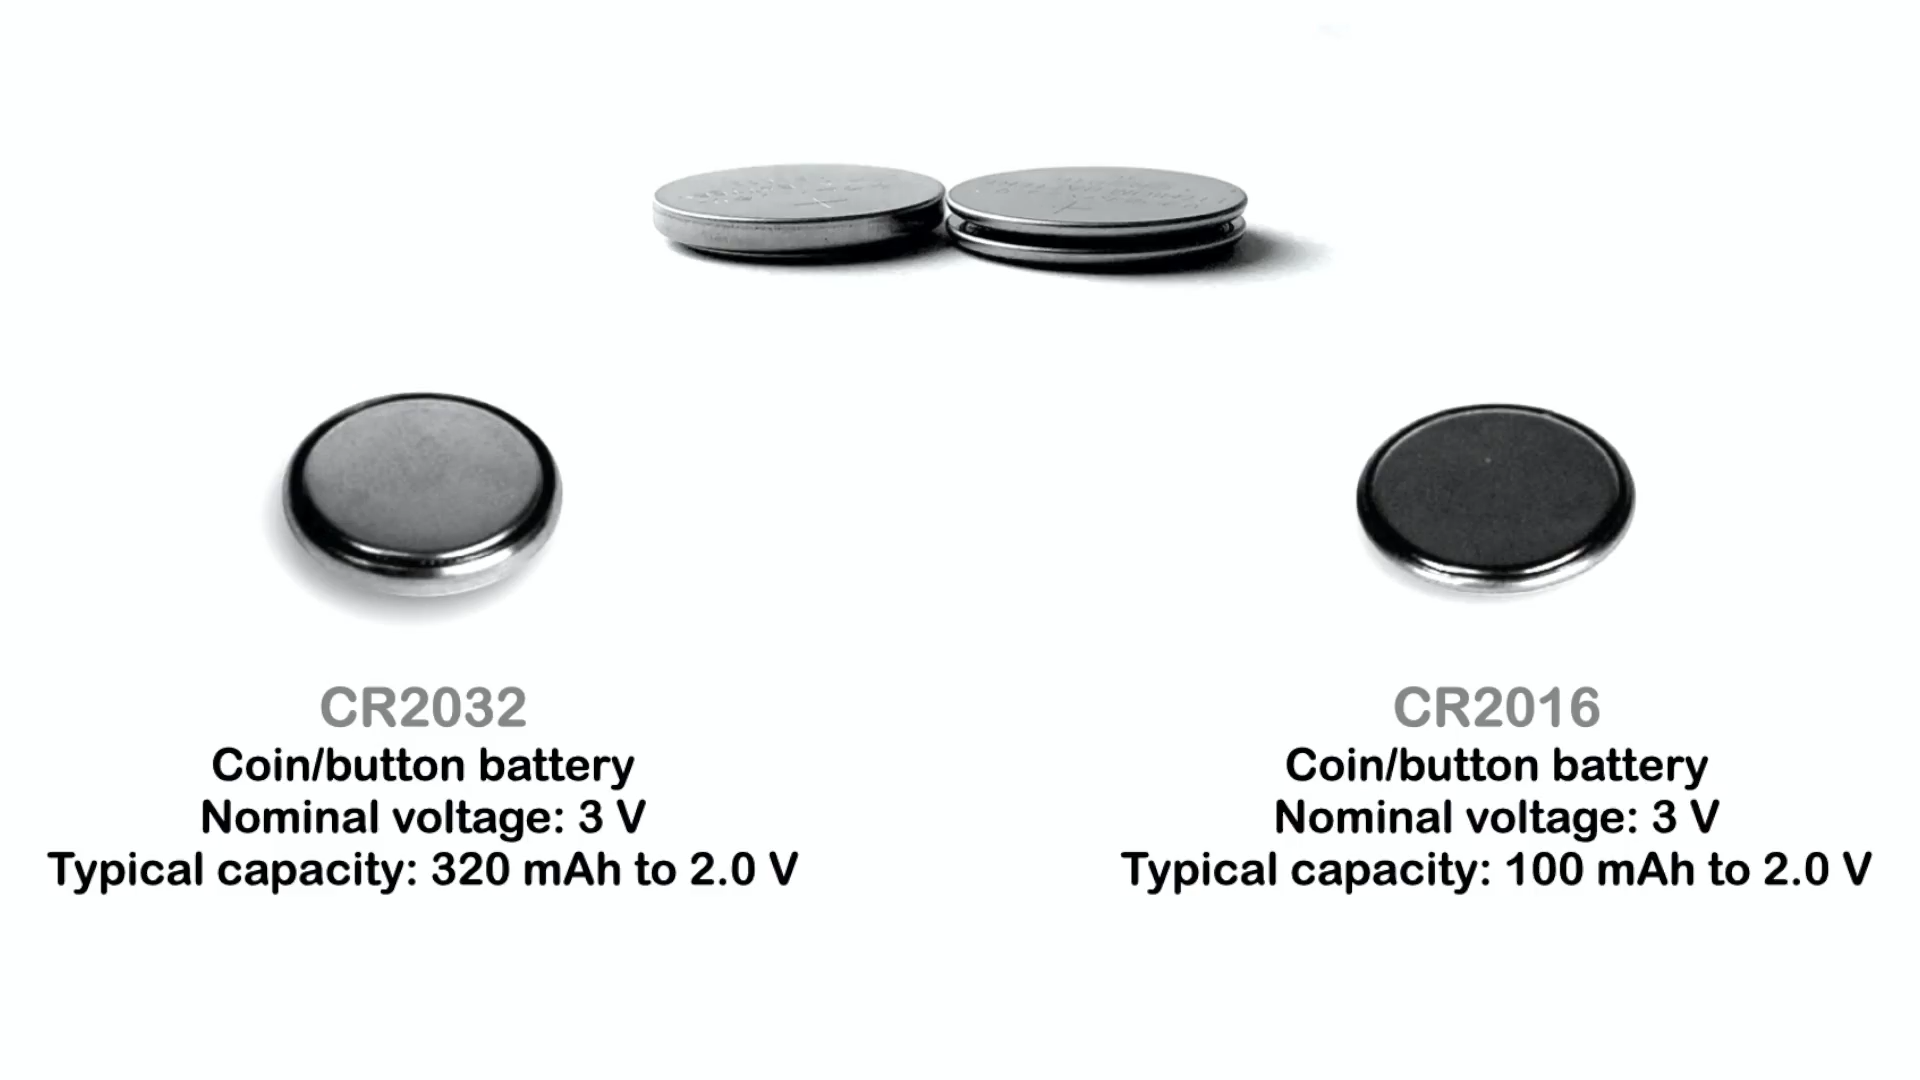 CR2032
Coin/button battery
Nominal voltage: 3 V
Typical capacity: 320 mAh to 2.0 V
CR2016
Coin/button battery
Nominal voltage: 3 V
Typical capacity: 100 mAh to 2.0 V